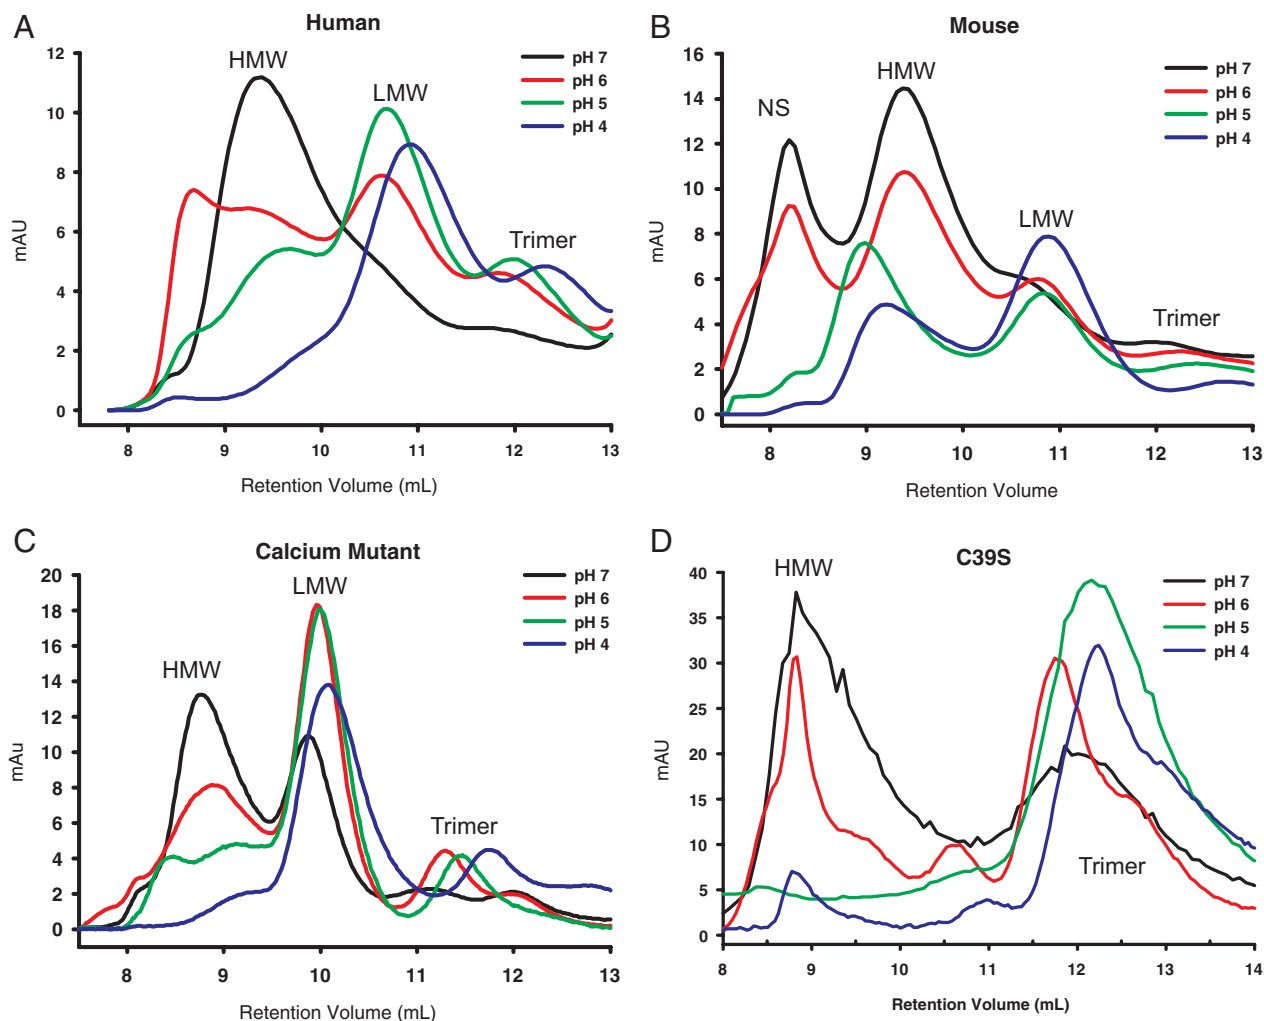 A
Human
HMW
LMW
Trimer
pH 7
pH 6
pH 5
pH 4
12
10
8
6
4
2
0
mAU
8 9 10 11 12 13
Retention Volume (mL)
B
Mouse
NS
HMW
LMW
Trimer
pH 7
pH 6
pH 5
pH 4
16
14
12
10
8
6
4
2
0
mAU
8 9 10 11 12 13
Retention Volume
C
Calcium Mutant
HMW
LMW
Trimer
pH 7
pH 6
pH 5
pH 4
20
18
16
14
12
10
8
6
4
2
0
mAu
8 9 10 11 12 13
Retention Volume (mL)
D
C39S
HMW
Trimer
pH 7
pH 6
pH 5
pH 4
40
35
30
25
20
15
10
5
0
mAU
8 9 10 11 12 13 14
Retention Volume (mL)